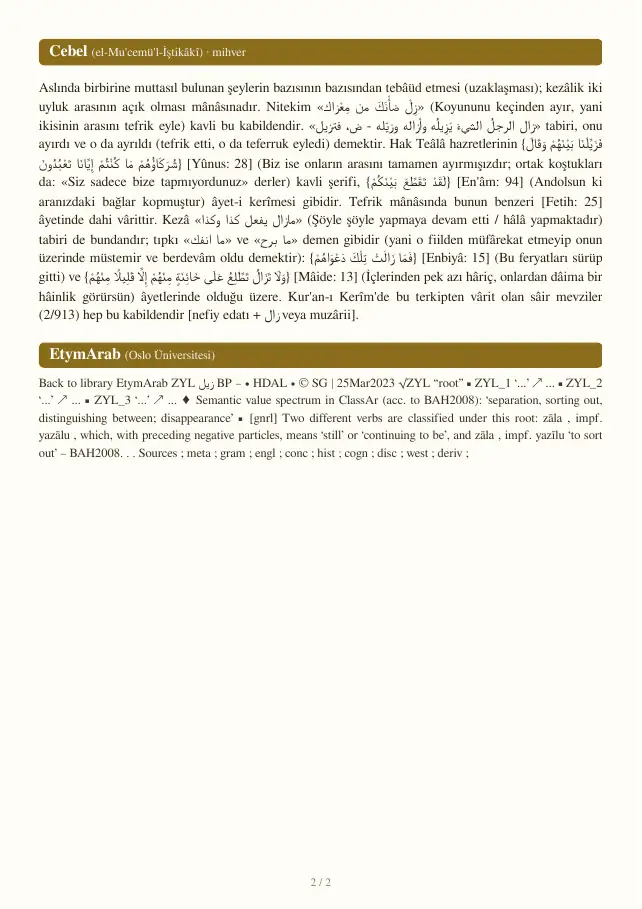 Cebel (el-Mu'cemü'l-İştikâkî) · mihver
Aslında birbirine muttasıl bulunan şeylerin bazısının bazısından tebâüd etmesi (uzaklaşması); kezâlik iki
uyluk arasının açık olması mânâsınadır. Nitekim «زِلْ ضَأْنَكَ من مِعْزاك» (Koyununu keçinden ayır, yani
ikisinin arasını tefrik eyle) kavli bu kabildendir. «زال الرجلُ الشيءَ يَزِيلُه وأَزاله وزيّله - ض، فتزيل» tabiri, onu
ayırdı ve o da ayrıldı (tefrik etti, o da teferruk eyledi) demektir. Hak Teâlâ hazretlerinin {فَزَيَّلْنَا بَيْنَهُمْ وَقَالَ
شُرَكَاؤُهُمْ مَا كُنْتُمْ إِيَّانَا تَعْبُدُونَ} [Yûnus: 28] (Biz ise onların arasını tamamen ayırmışızdır; ortak koştukları
da: «Siz sadece bize tapmıyordunuz» derler) kavli şerifi, {لَقَدْ تَقَطَّعَ بَيْنَكُمْ} [En'âm: 94] (Andolsun ki
aranızdaki bağlar kopmuştur) âyet-i kerîmesi gibidir. Tefrik mânâsında bunun benzeri [Fetih: 25]
âyetinde dahi vârittir. Kezâ «مازال يفعل كذا وكذا» (Şöyle şöyle yapmaya devam etti / hâlâ yapmaktadır)
tabiri de bundandır; tıpkı «ما انفك» ve «ما برح» demen gibidir (yani o fiilden müfârekat etmeyip onun
üzerinde müstemir ve berdevâm oldu demektir): {فَمَا زَالَتْ تِلْكَ دَعْوَاهُمْ} [Enbiyâ: 15] (Bu feryatları sürüp
gitti) ve {وَلَا تَزَالُ تَطَّلِعُ عَلَى خَائِنَةٍ مِنْهُمْ إِلَّا قَلِيلًا مِنْهُمْ} [Mâide: 13] (İçlerinden pek azı hâriç, onlardan dâima bir
hâinlik görürsün) âyetlerinde olduğu üzere. Kur'an-ı Kerîm'de bu terkipten vârit olan sâir mevziler
(2/913) hep bu kabildendir [nefiy edatı + زال veya muzârii].
EtymArab (Oslo Üniversitesi)
Back to library EtymArab ZYL زيل BP – • HDAL • © SG | 25Mar2023 √ZYL “root” ▪ ZYL_1 ‘...’ ↗ ... ▪ ZYL_2
‘...’ ↗ ... ▪ ZYL_3 ‘...’ ↗ ... ♦ Semantic value spectrum in ClassAr (acc. to BAH2008): ‘separation, sorting out,
distinguishing between; disappearance’ ▪ [gnrl] Two different verbs are classified under this root: zāla , impf.
yazālu , which, with preceding negative particles, means ‘still’ or ‘continuing to be’, and zāla , impf. yazīlu ‘to sort
out’ – BAH2008. . . Sources ; meta ; gram ; engl ; conc ; hist ; cogn ; disc ; west ; deriv ;
2 / 2